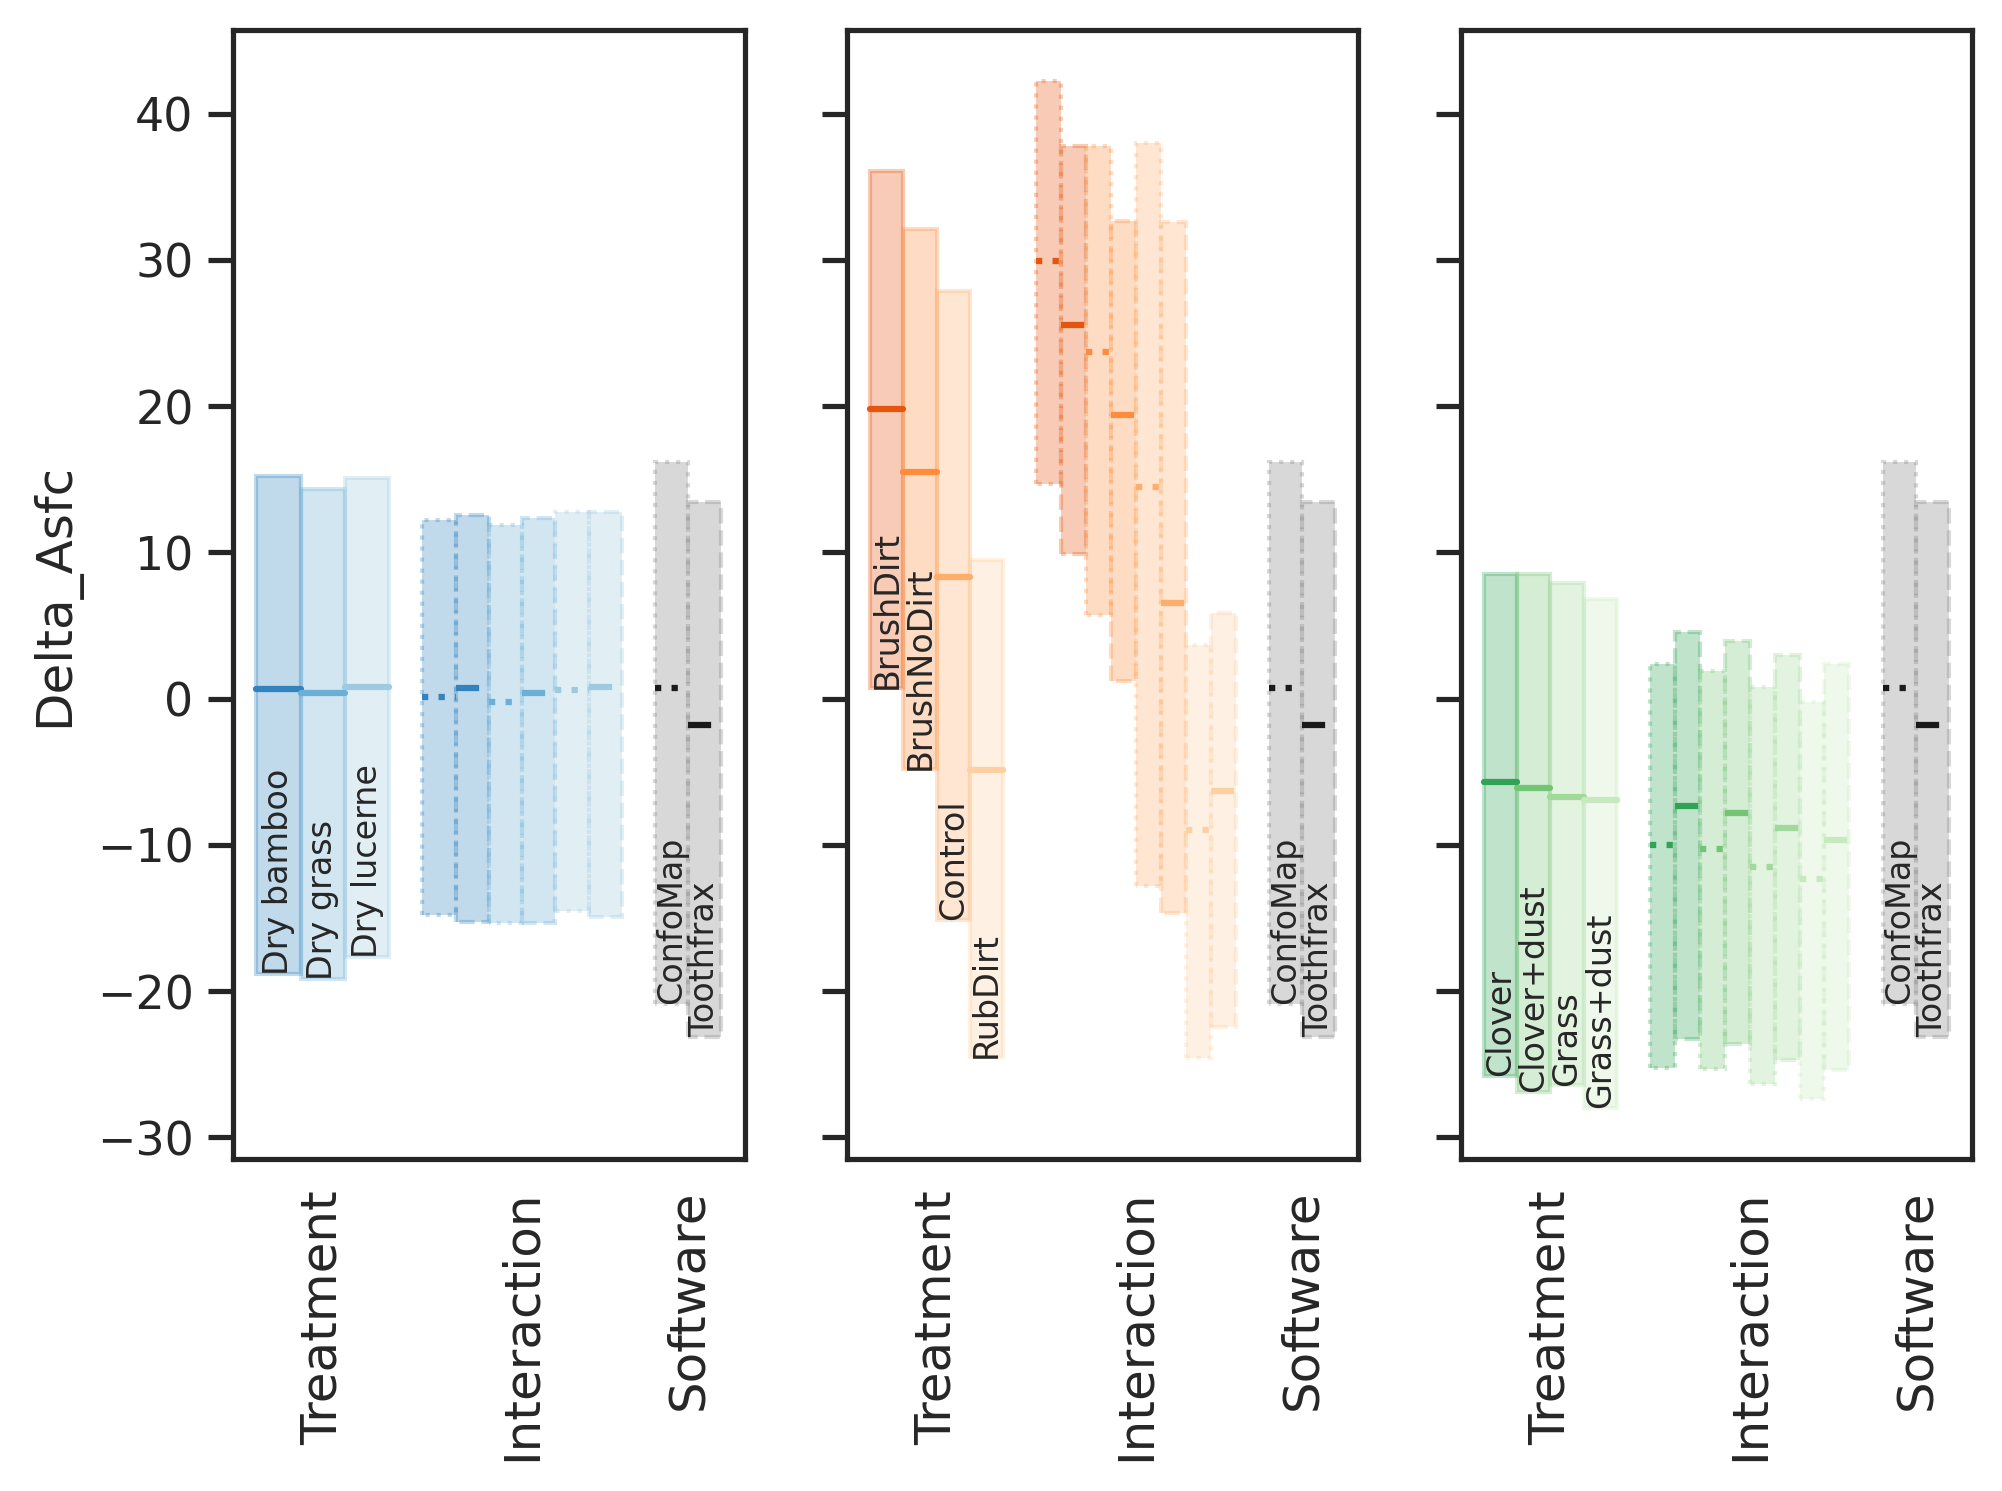 Delta_Asfc
40
30
20
10
0
−10
−20
−30
Dry bamboo
Dry grass
Dry lucerne
ConfoMap
Toothfrax
Treatment
Interaction
Software
BrushDirt
BrushNoDirt
Control
RubDirt
ConfoMap
Toothfrax
Treatment
Interaction
Software
Clover
Clover+dust
Grass
Grass+dust
ConfoMap
Toothfrax
Treatment
Interaction
Software